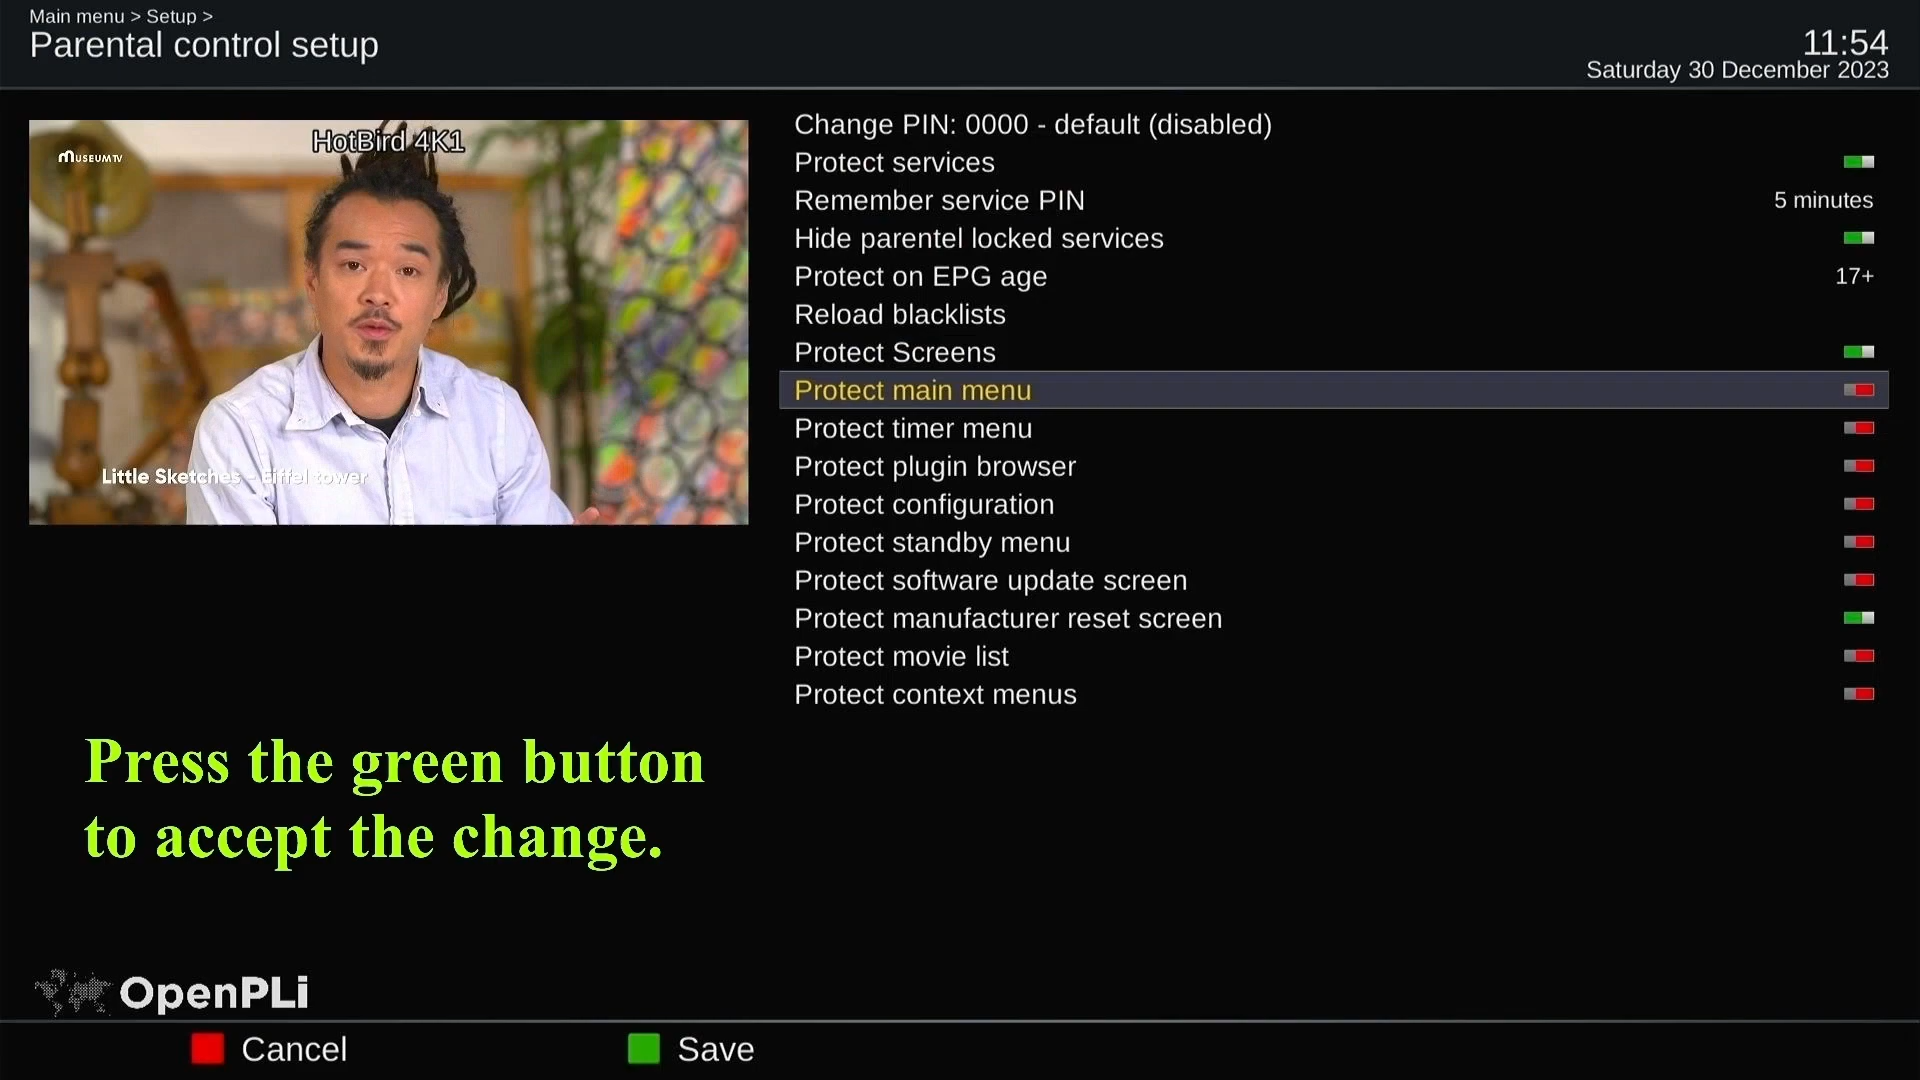 Main menu > Setup >
Parental control setup
11:54
Saturday 30 December 2023
HotBird 4K1
MUSEUMTV
Little Sketches - Eiffel tower
Change PIN: 0000 - default (disabled)
Protect services
Remember service PIN 5 minutes
Hide parentel locked services
Protect on EPG age 17+
Reload blacklists
Protect Screens
Protect main menu
Protect timer menu
Protect plugin browser
Protect configuration
Protect standby menu
Protect software update screen
Protect manufacturer reset screen
Protect movie list
Protect context menus
Press the green button
to accept the change.
OpenPLi
Cancel Save